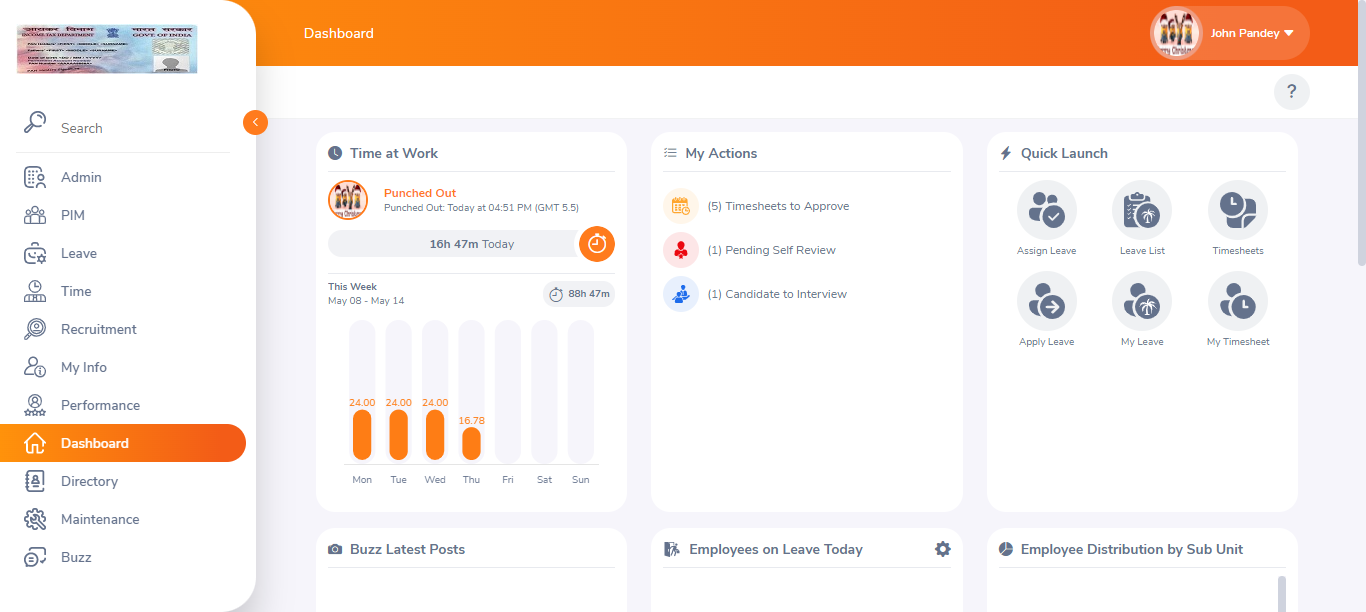 आयकर विभाग
भारत सरकार
INCOME TAX DEPARTMENT
GOVT OF INDIA
Search
Admin
PIM
Leave
Time
Recruitment
My Info
Performance
Dashboard
Directory
Maintenance
Buzz
Dashboard
John Pandey
?
Time at Work
Punched Out
Punched Out: Today at 04:51 PM (GMT 5.5)
16h 47m Today
This Week
May 08 - May 14
88h 47m
24.00 24.00 24.00 16.78
Mon Tue Wed Thu Fri Sat Sun
My Actions
(5) Timesheets to Approve
(1) Pending Self Review
(1) Candidate to Interview
Quick Launch
Assign Leave Leave List Timesheets
Apply Leave My Leave My Timesheet
Buzz Latest Posts
Employees on Leave Today
Employee Distribution by Sub Unit